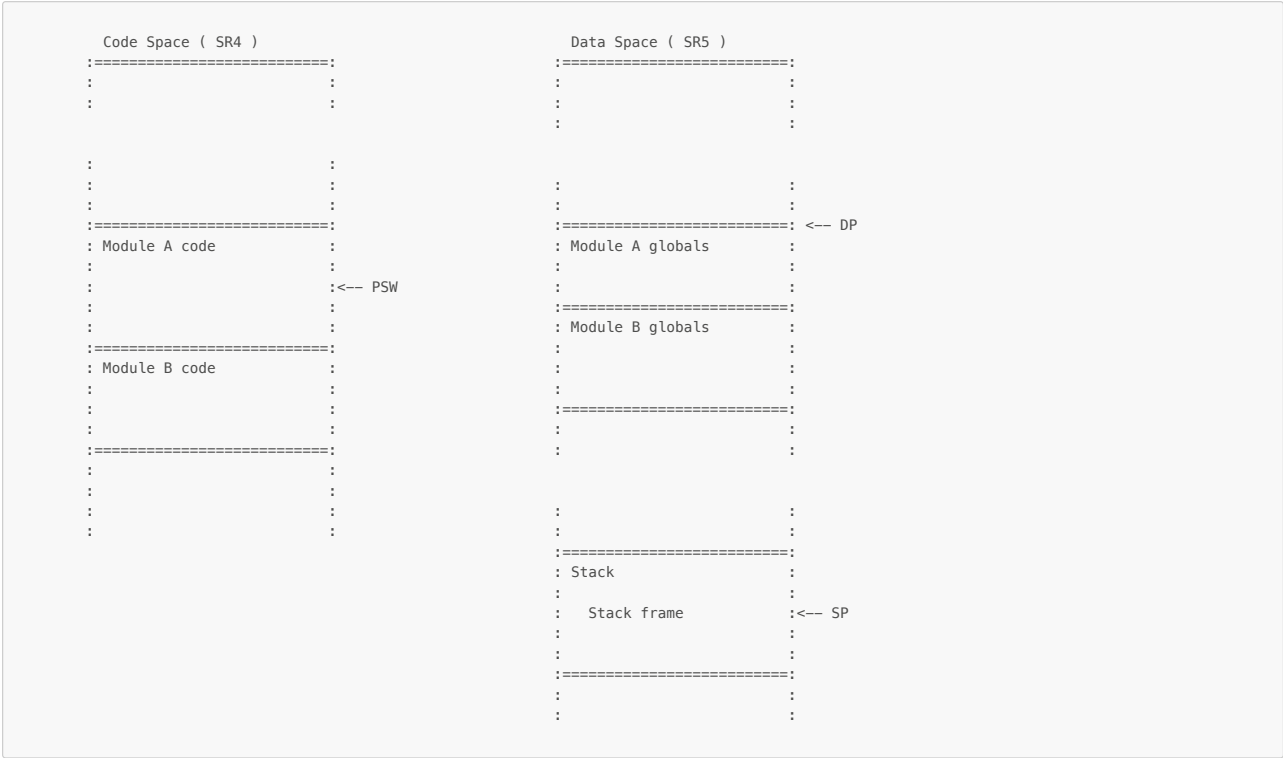 Code Space ( SR4 ) Data Space ( SR5 )
:===========================: :==========================:
: : : :
: : : :
: :
: :
: : : :
: : : :
:===========================: :==========================: <-- DP
: Module A code : : Module A globals :
: : : :
: :<-- PSW : :
: : :==========================:
: : : Module B globals :
:===========================: : :
: Module B code : : :
: : : :
: : :==========================:
: : : :
:===========================: : :
: :
: :
: : : :
: : : :
:==========================:
: Stack :
: :
: Stack frame :<-- SP
: :
: :
:==========================:
: :
: :